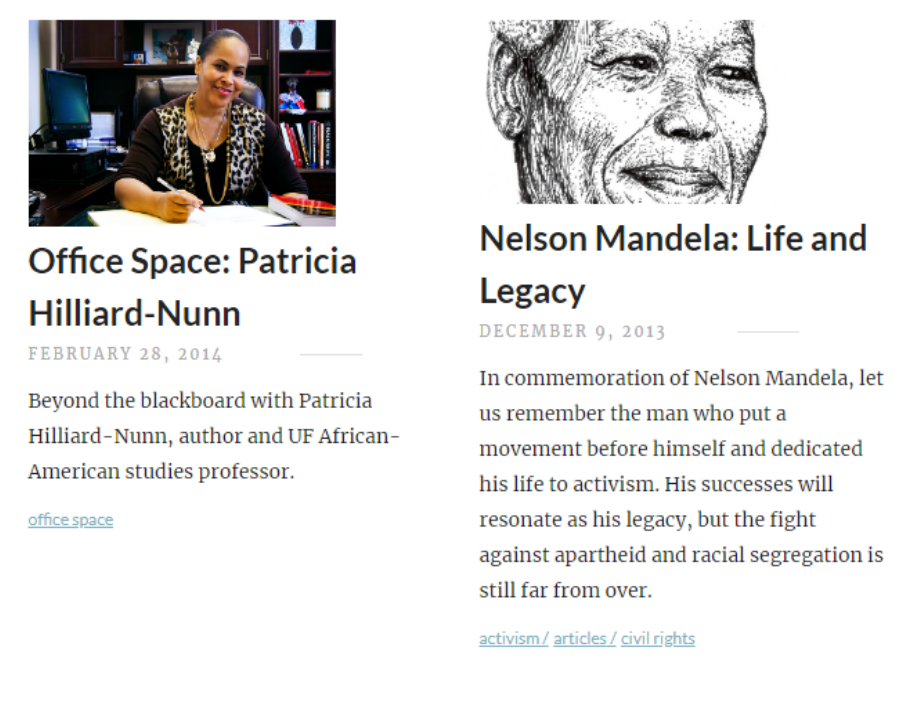 Office Space: Patricia
Hilliard-Nunn
FEBRUARY 28, 2014
Beyond the blackboard with Patricia
Hilliard-Nunn, author and UF African-
American studies professor.
office space
Nelson Mandela: Life and
Legacy
DECEMBER 9, 2013
In commemoration of Nelson Mandela, let
us remember the man who put a
movement before himself and dedicated
his life to activism. His successes will
resonate as his legacy, but the fight
against apartheid and racial segregation is
still far from over.
activism / articles / civil rights